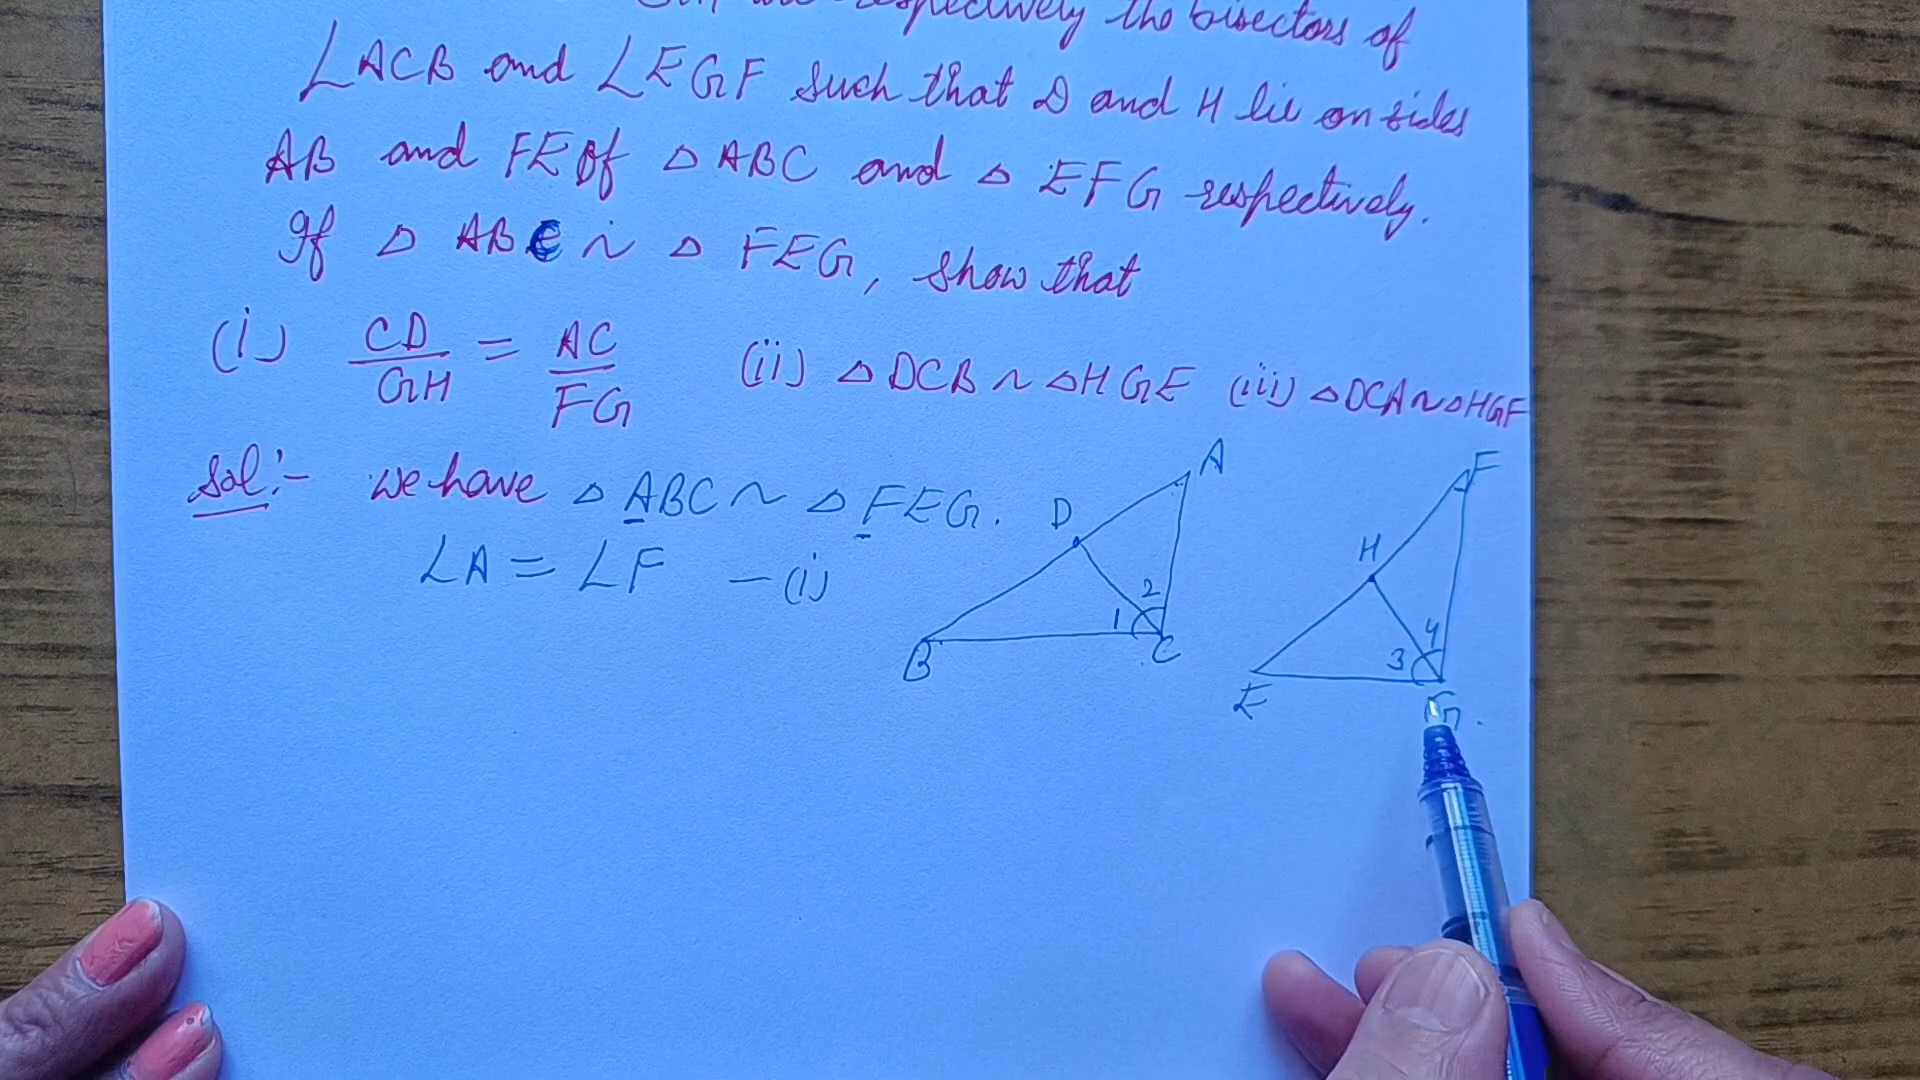 respectively the bisectors of
∠ACB and ∠EGF such that D and H lie on sides
AB and FE of △ ABC and △ EFG respectively.
If △ ABC ~ △ FEG, show that
(i) CD/GH = AC/FG (ii) △DCB ~ △HGE (iii) △DCA ~ △HGF
Sol:- We have △ ABC ~ △ FEG.
∠A = ∠F - (i)
A
D
2
1
B
C
F
H
4
3
E
G